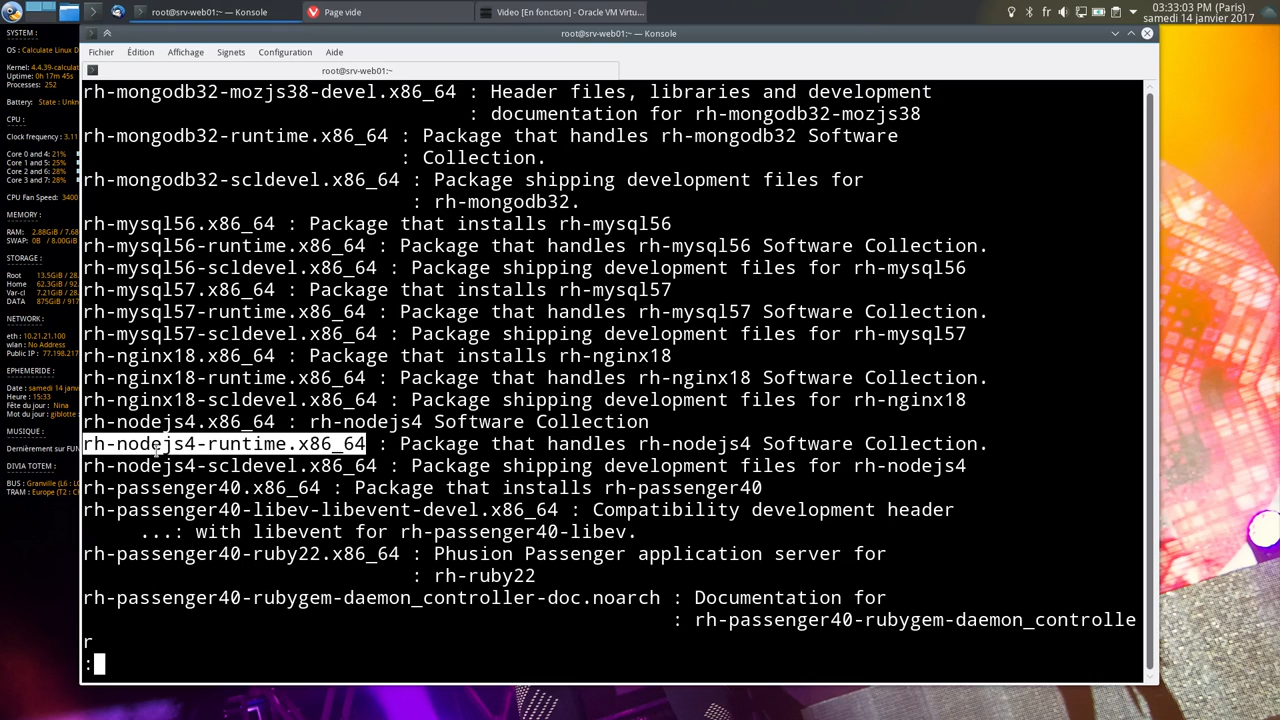 root@srv-web01:~ — Konsole
Page vide
Video [En fonction] - Oracle VM Virtu...
fr
03:33:03 PM (Paris)
samedi 14 janvier 2017
SYSTEM :
OS : Calculate Linux D
Kernel: 4.4.39-calculat
Uptime: 0h 17m 45s
Processes: 252
Battery: State : Unkn
CPU :
Clock frequency : 3.11
Core 0 and 4: 21%
Core 1 and 5: 25%
Core 2 and 6: 28%
Core 3 and 7: 28%
CPU Fan Speed: 3400
MEMORY :
RAM: 2.88GiB / 7.68
SWAP: 0B / 8.00GiB
STORAGE :
Root 13.5GiB / 28.
Home 62.3GiB / 92.
Var-cl 7.21GiB / 28.
DATA 875GiB / 917
NETWORK :
eth : 10.21.21.100
wlan : No Address
Public IP : 77.198.217
EPHEMERIDE :
Date : samedi 14 janv
Heure : 15:33
Fête du jour : Nina
Mot du jour : giblotte
MUSIQUE :
Dernièrement sur FUN
DIVIA TOTEM :
BUS : Granville (L6 : L
TRAM : Europe (T2 : C
root@srv-web01:~ — Konsole
Fichier Édition Affichage Signets Configuration Aide
root@srv-web01:~
rh-mongodb32-mozjs38-devel.x86_64 : Header files, libraries and development
: documentation for rh-mongodb32-mozjs38
rh-mongodb32-runtime.x86_64 : Package that handles rh-mongodb32 Software
: Collection.
rh-mongodb32-scldevel.x86_64 : Package shipping development files for
: rh-mongodb32.
rh-mysql56.x86_64 : Package that installs rh-mysql56
rh-mysql56-runtime.x86_64 : Package that handles rh-mysql56 Software Collection.
rh-mysql56-scldevel.x86_64 : Package shipping development files for rh-mysql56
rh-mysql57.x86_64 : Package that installs rh-mysql57
rh-mysql57-runtime.x86_64 : Package that handles rh-mysql57 Software Collection.
rh-mysql57-scldevel.x86_64 : Package shipping development files for rh-mysql57
rh-nginx18.x86_64 : Package that installs rh-nginx18
rh-nginx18-runtime.x86_64 : Package that handles rh-nginx18 Software Collection.
rh-nginx18-scldevel.x86_64 : Package shipping development files for rh-nginx18
rh-nodejs4.x86_64 : rh-nodejs4 Software Collection
rh-nodejs4-runtime.x86_64 : Package that handles rh-nodejs4 Software Collection.
rh-nodejs4-scldevel.x86_64 : Package shipping development files for rh-nodejs4
rh-passenger40.x86_64 : Package that installs rh-passenger40
rh-passenger40-libev-libevent-devel.x86_64 : Compatibility development header
...: with libevent for rh-passenger40-libev.
rh-passenger40-ruby22.x86_64 : Phusion Passenger application server for
: rh-ruby22
rh-passenger40-rubygem-daemon_controller-doc.noarch : Documentation for
: rh-passenger40-rubygem-daemon_controlle
r
: